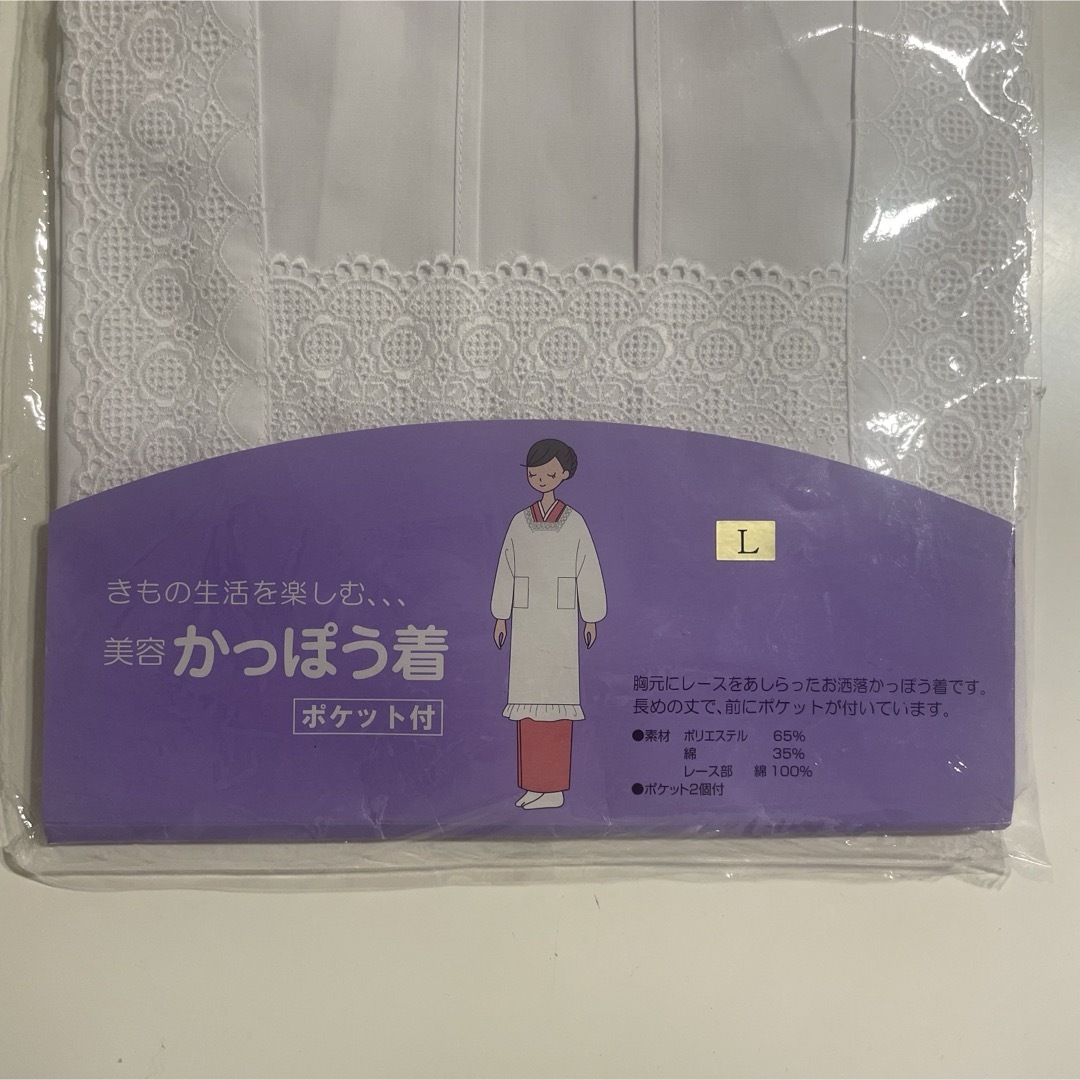 L
きもの生活を楽しむ、、、
美容 かっぽう着
ポケット付
胸元にレースをあしらったお洒落かっぽう着です。
長めの丈で、前にポケットが付いています。
●素材 ポリエステル 65%
綿 35%
レース部 綿 100%
●ポケット2個付